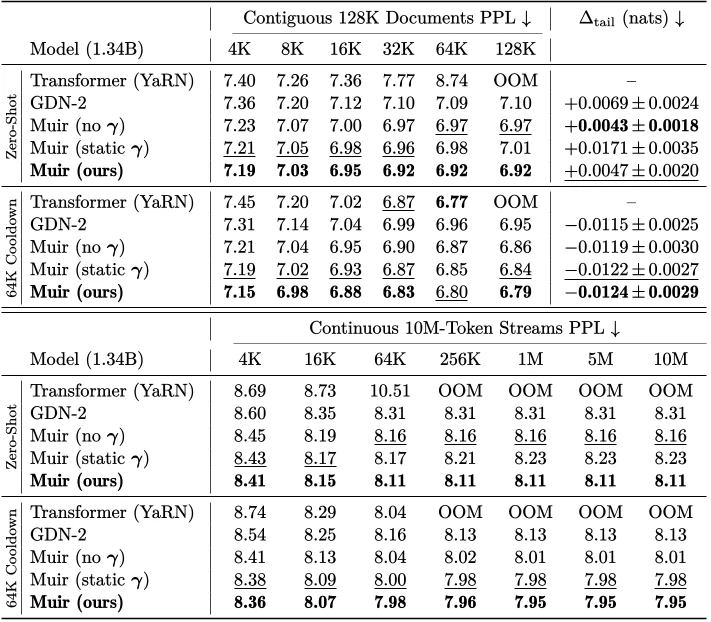 Contiguous 128K Documents PPL ↓ Δtail (nats) ↓
Model (1.34B) 4K 8K 16K 32K 64K 128K
Zero-Shot
Transformer (YaRN) 7.40 7.26 7.36 7.77 8.74 OOM –
GDN-2 7.36 7.20 7.12 7.10 7.09 7.10 +0.0069 ± 0.0024
Muir (no γ) 7.23 7.07 7.00 6.97 6.97 6.97 +0.0043 ± 0.0018
Muir (static γ) 7.21 7.05 6.98 6.96 6.98 7.01 +0.0171 ± 0.0035
Muir (ours) 7.19 7.03 6.95 6.92 6.92 6.92 +0.0047 ± 0.0020
64K Cooldown
Transformer (YaRN) 7.45 7.20 7.02 6.87 6.77 OOM –
GDN-2 7.31 7.14 7.04 6.99 6.96 6.95 −0.0115 ± 0.0025
Muir (no γ) 7.21 7.04 6.95 6.90 6.87 6.86 −0.0119 ± 0.0030
Muir (static γ) 7.19 7.02 6.93 6.87 6.85 6.84 −0.0122 ± 0.0027
Muir (ours) 7.15 6.98 6.88 6.83 6.80 6.79 −0.0124 ± 0.0029
Continuous 10M-Token Streams PPL ↓
Model (1.34B) 4K 16K 64K 256K 1M 5M 10M
Zero-Shot
Transformer (YaRN) 8.69 8.73 10.51 OOM OOM OOM OOM
GDN-2 8.60 8.35 8.31 8.31 8.31 8.31 8.31
Muir (no γ) 8.45 8.19 8.16 8.16 8.16 8.16 8.16
Muir (static γ) 8.43 8.17 8.17 8.21 8.23 8.23 8.23
Muir (ours) 8.41 8.15 8.11 8.11 8.11 8.11 8.11
64K Cooldown
Transformer (YaRN) 8.74 8.29 8.04 OOM OOM OOM OOM
GDN-2 8.54 8.25 8.16 8.13 8.13 8.13 8.13
Muir (no γ) 8.41 8.13 8.04 8.02 8.01 8.01 8.01
Muir (static γ) 8.38 8.09 8.00 7.98 7.98 7.98 7.98
Muir (ours) 8.36 8.07 7.98 7.96 7.95 7.95 7.95